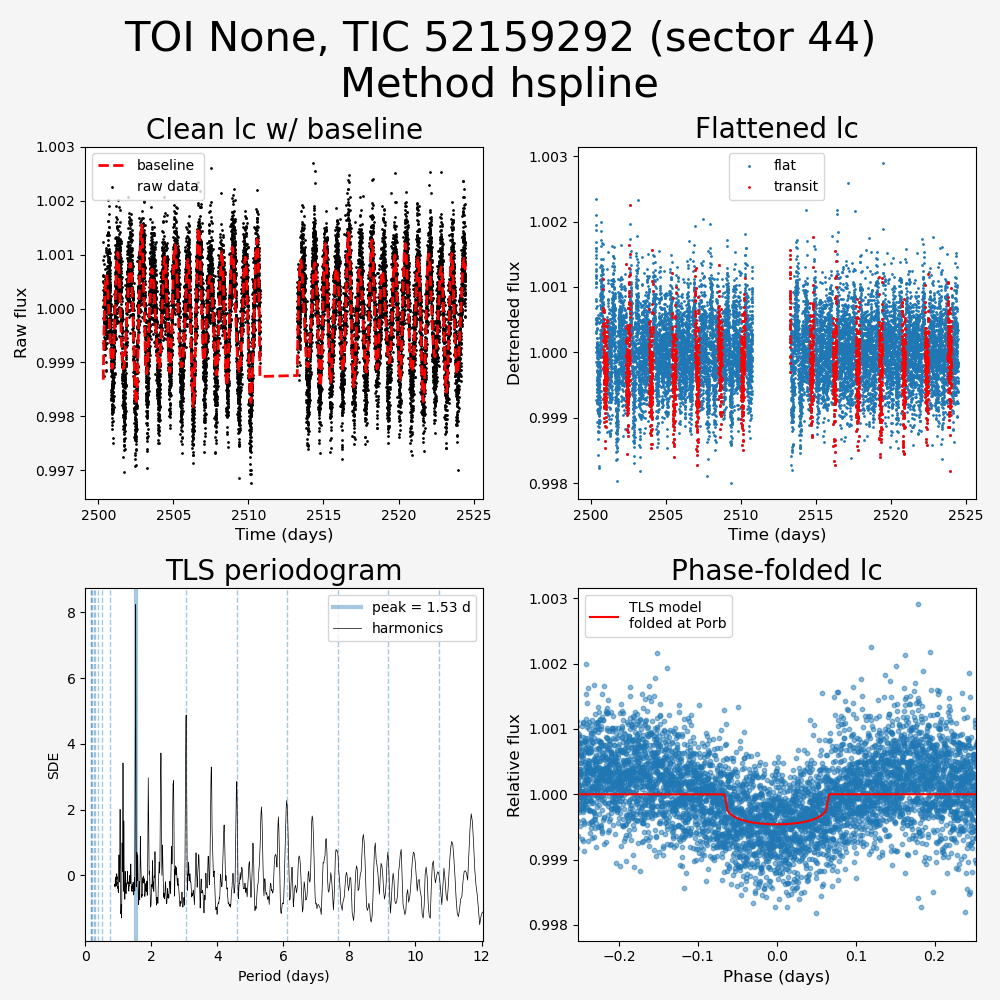 TOI None, TIC 52159292 (sector 44)
Method hspline
Clean lc w/ baseline
baseline
raw data
Raw flux
1.003
1.002
1.001
1.000
0.999
0.998
0.997
2500
2505
2510
2515
2520
2525
Time (days)
Flattened lc
flat
transit
Detrended flux
1.003
1.002
1.001
1.000
0.999
0.998
2500
2505
2510
2515
2520
2525
Time (days)
TLS periodogram
peak = 1.53 d
harmonics
SDE
8
6
4
2
0
0
2
4
6
8
10
12
Period (days)
Phase-folded lc
TLS model
folded at Porb
Relative flux
1.003
1.002
1.001
1.000
0.999
0.998
−0.2
−0.1
0.0
0.1
0.2
Phase (days)